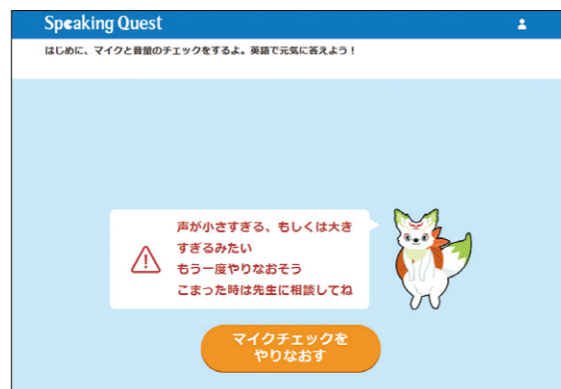 Speaking Quest
はじめに、マイクと音量のチェックをするよ。英語で元気に答えよう！
声が小さすぎる、もしくは大き
すぎるみたい
もう一度やりなおそう
こまった時は先生に相談してね
マイクチェックを
やりなおす